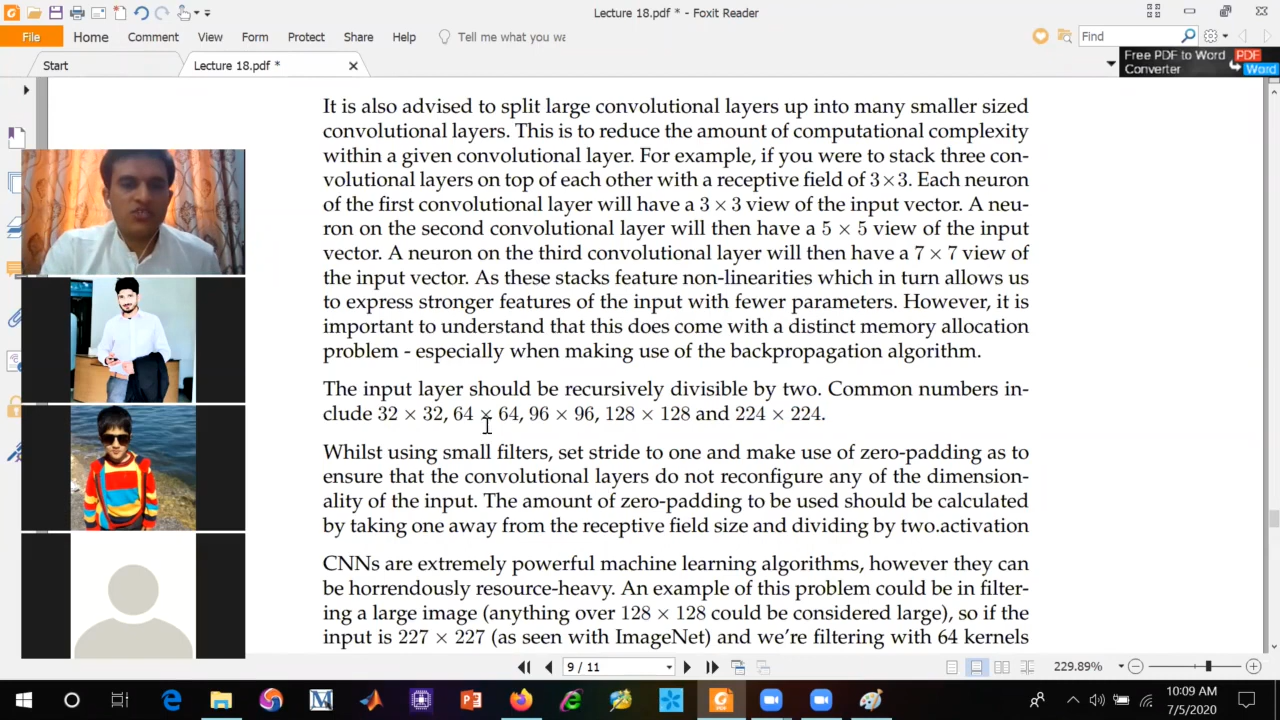 Lecture 18.pdf * - Foxit Reader
File Home Comment View Form Protect Share Help Tell me what you wa Find
Start Lecture 18.pdf *
Free PDF to Word PDF
Converter Word
It is also advised to split large convolutional layers up into many smaller sized
convolutional layers. This is to reduce the amount of computational complexity
within a given convolutional layer. For example, if you were to stack three con-
volutional layers on top of each other with a receptive field of 3×3. Each neuron
of the first convolutional layer will have a 3 × 3 view of the input vector. A neu-
ron on the second convolutional layer will then have a 5 × 5 view of the input
vector. A neuron on the third convolutional layer will then have a 7 × 7 view of
the input vector. As these stacks feature non-linearities which in turn allows us
to express stronger features of the input with fewer parameters. However, it is
important to understand that this does come with a distinct memory allocation
problem - especially when making use of the backpropagation algorithm.
The input layer should be recursively divisible by two. Common numbers in-
clude 32 × 32, 64 × 64, 96 × 96, 128 × 128 and 224 × 224.
Whilst using small filters, set stride to one and make use of zero-padding as to
ensure that the convolutional layers do not reconfigure any of the dimension-
ality of the input. The amount of zero-padding to be used should be calculated
by taking one away from the receptive field size and dividing by two.activation
CNNs are extremely powerful machine learning algorithms, however they can
be horrendously resource-heavy. An example of this problem could be in filter-
ing a large image (anything over 128 × 128 could be considered large), so if the
input is 227 × 227 (as seen with ImageNet) and we're filtering with 64 kernels
9 / 11 229.89%
10:09 AM
7/5/2020